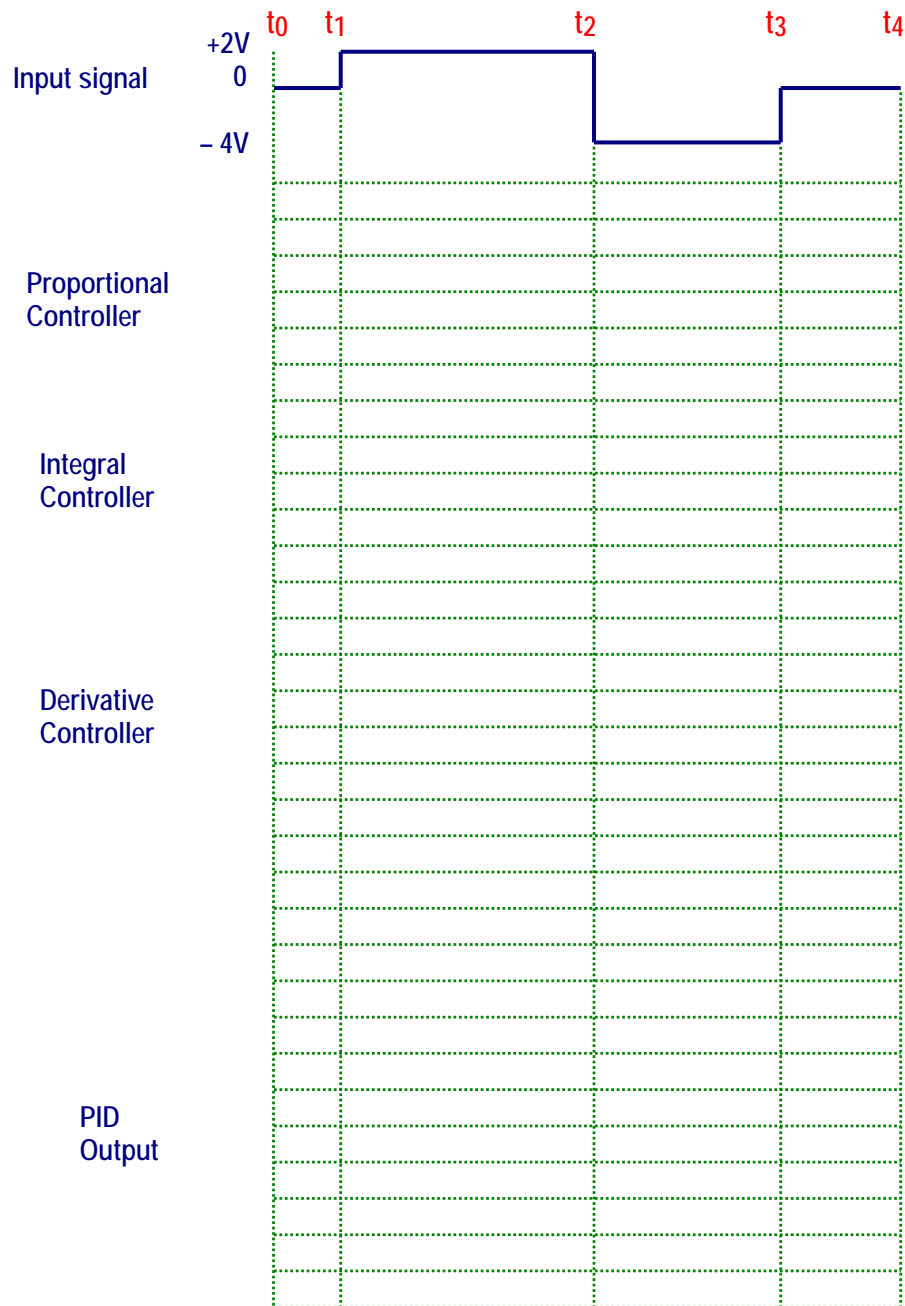 t0 t1 t2 t3 t4
+2V
Input signal 0
– 4V
Proportional
Controller
Integral
Controller
Derivative
Controller
PID
Output